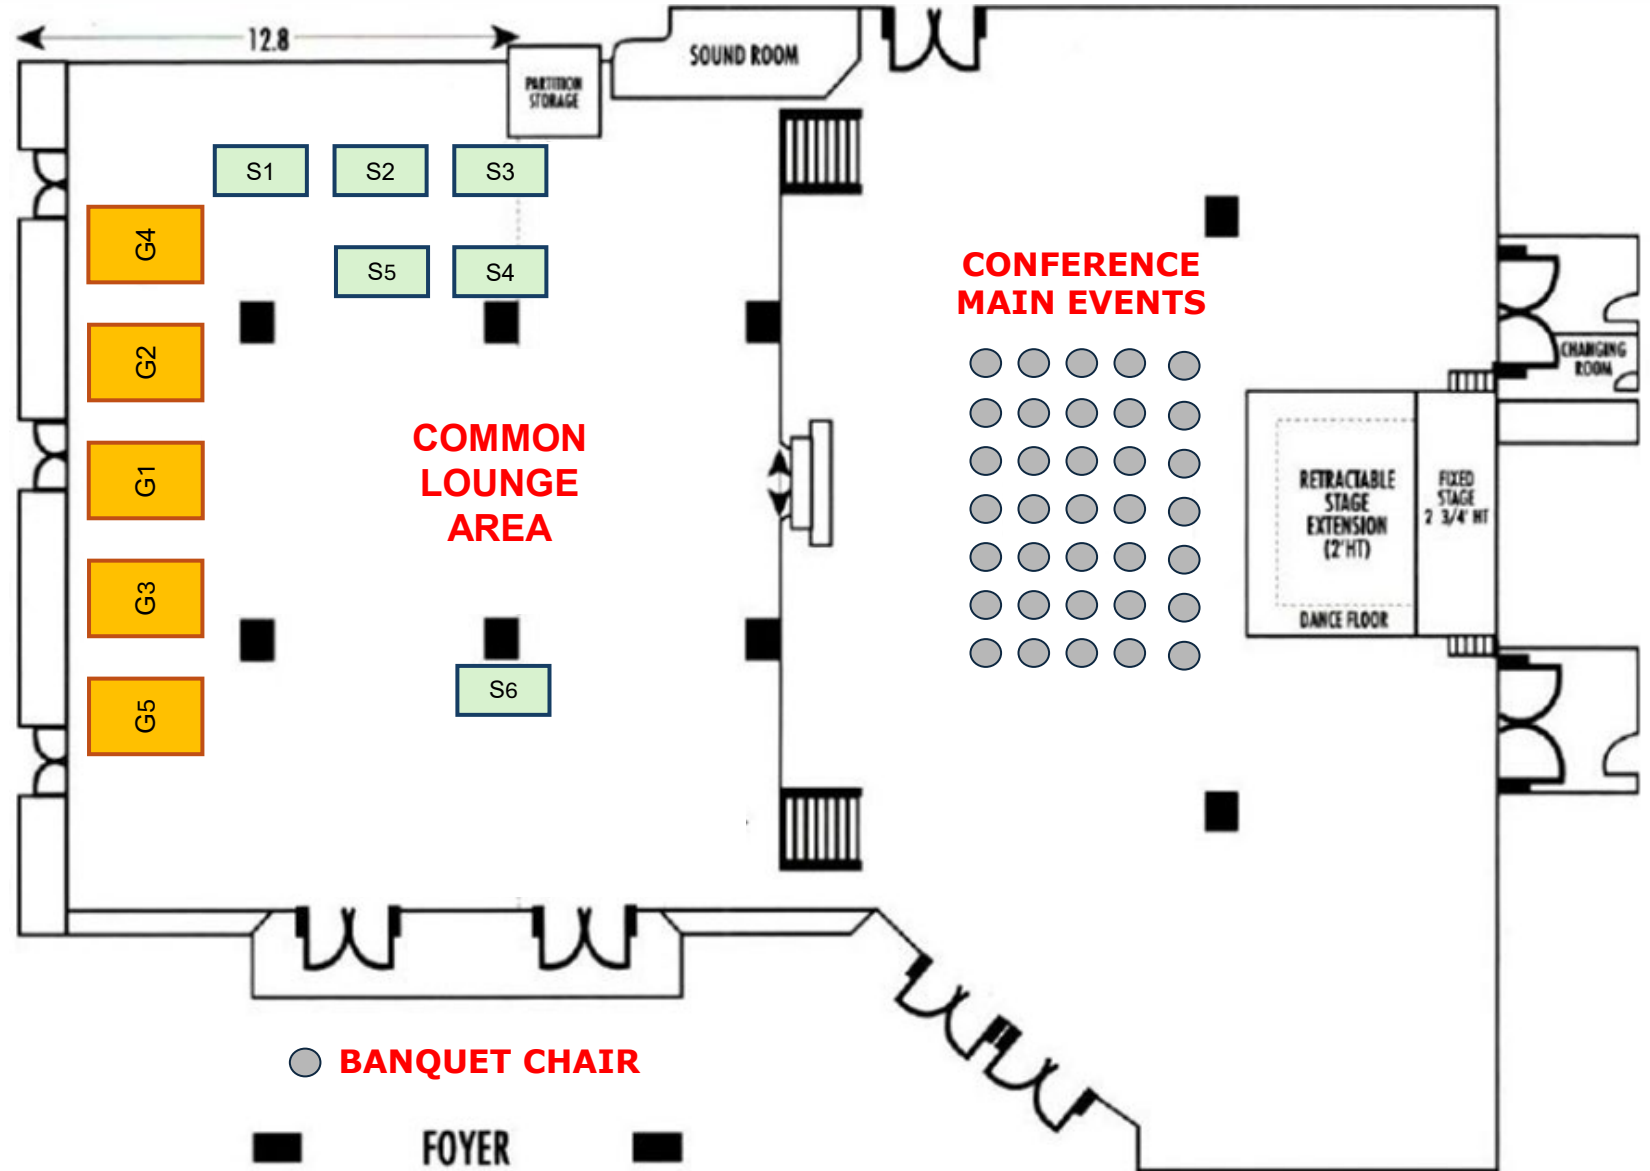 12.8
PARTITION
STORAGE
SOUND ROOM
S1
S2
S3
G4
S5
S4
CONFERENCE
MAIN EVENTS
G2
CHANGING
ROOM
COMMON
LOUNGE
AREA
G1
RETRACTABLE
STAGE
EXTENSION
(2'HT)
FIXED
STAGE
2 3/4' HT
G3
DANCE FLOOR
S6
G5
BANQUET CHAIR
FOYER